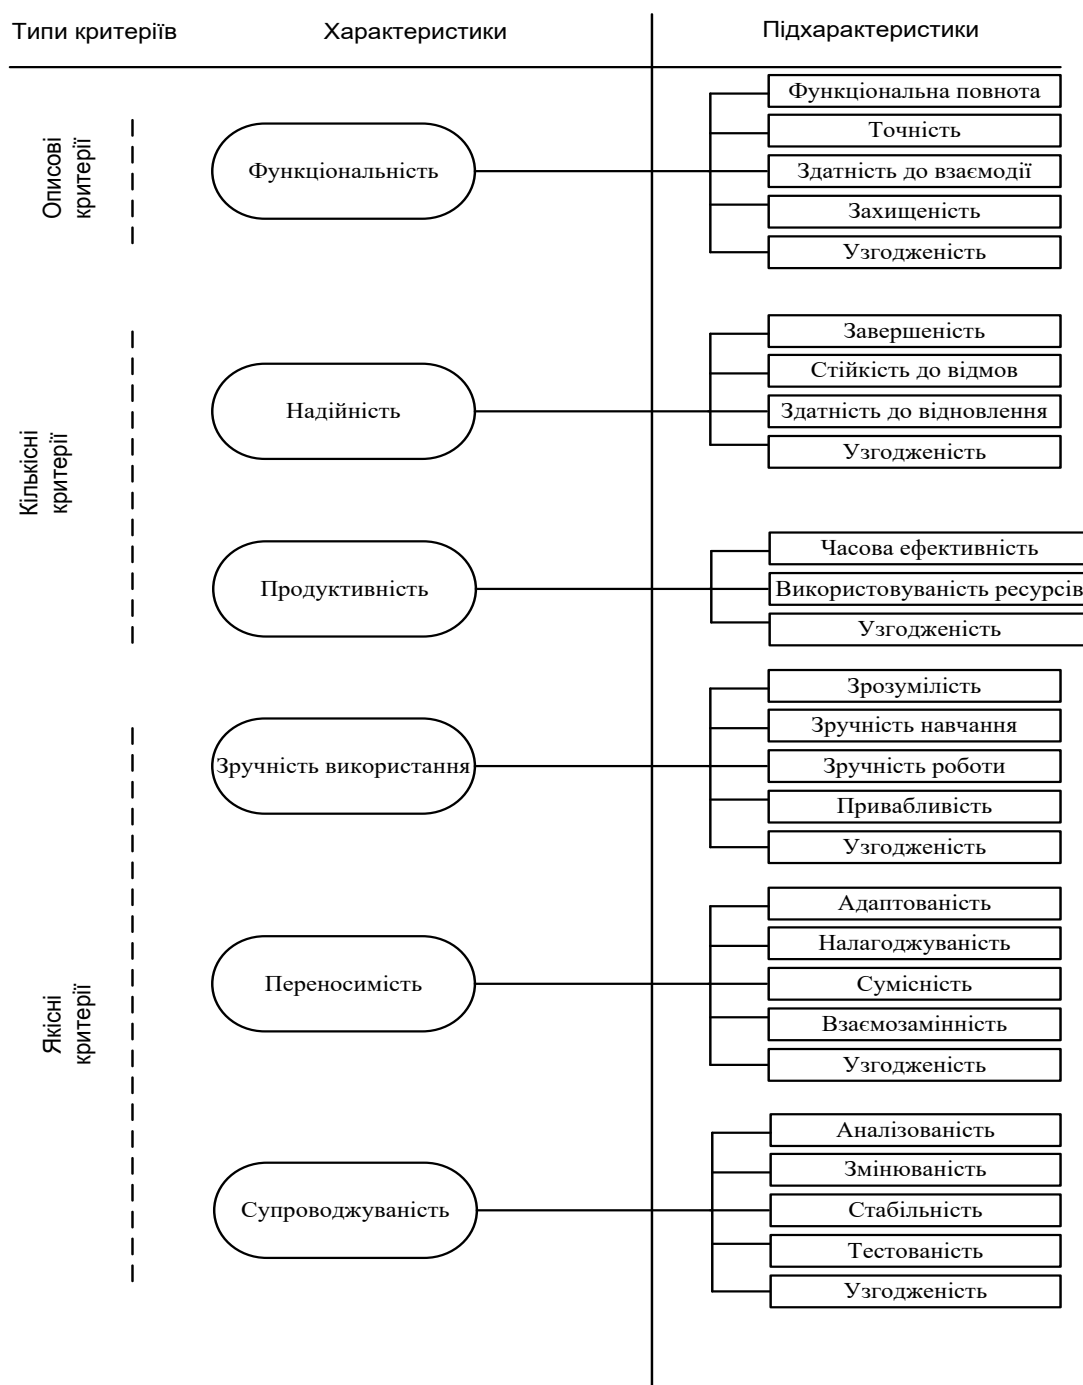 Типи критеріїв
Характеристики
Підхарактеристики
Описові
критерії
Функціональність
Функціональна повнота
Точність
Здатність до взаємодії
Захищеність
Узгодженість
Кількісні
критерії
Надійність
Завершеність
Стійкість до відмов
Здатність до відновлення
Узгодженість
Продуктивність
Часова ефективність
Використовуваність ресурсів
Узгодженість
Якісні
критерії
Зручність використання
Зрозумілість
Зручність навчання
Зручність роботи
Привабливість
Узгодженість
Переносимість
Адаптованість
Налагоджуваність
Сумісність
Взаємозамінність
Узгодженість
Супроводжуваність
Аналізованість
Змінюваність
Стабільність
Тестованість
Узгодженість